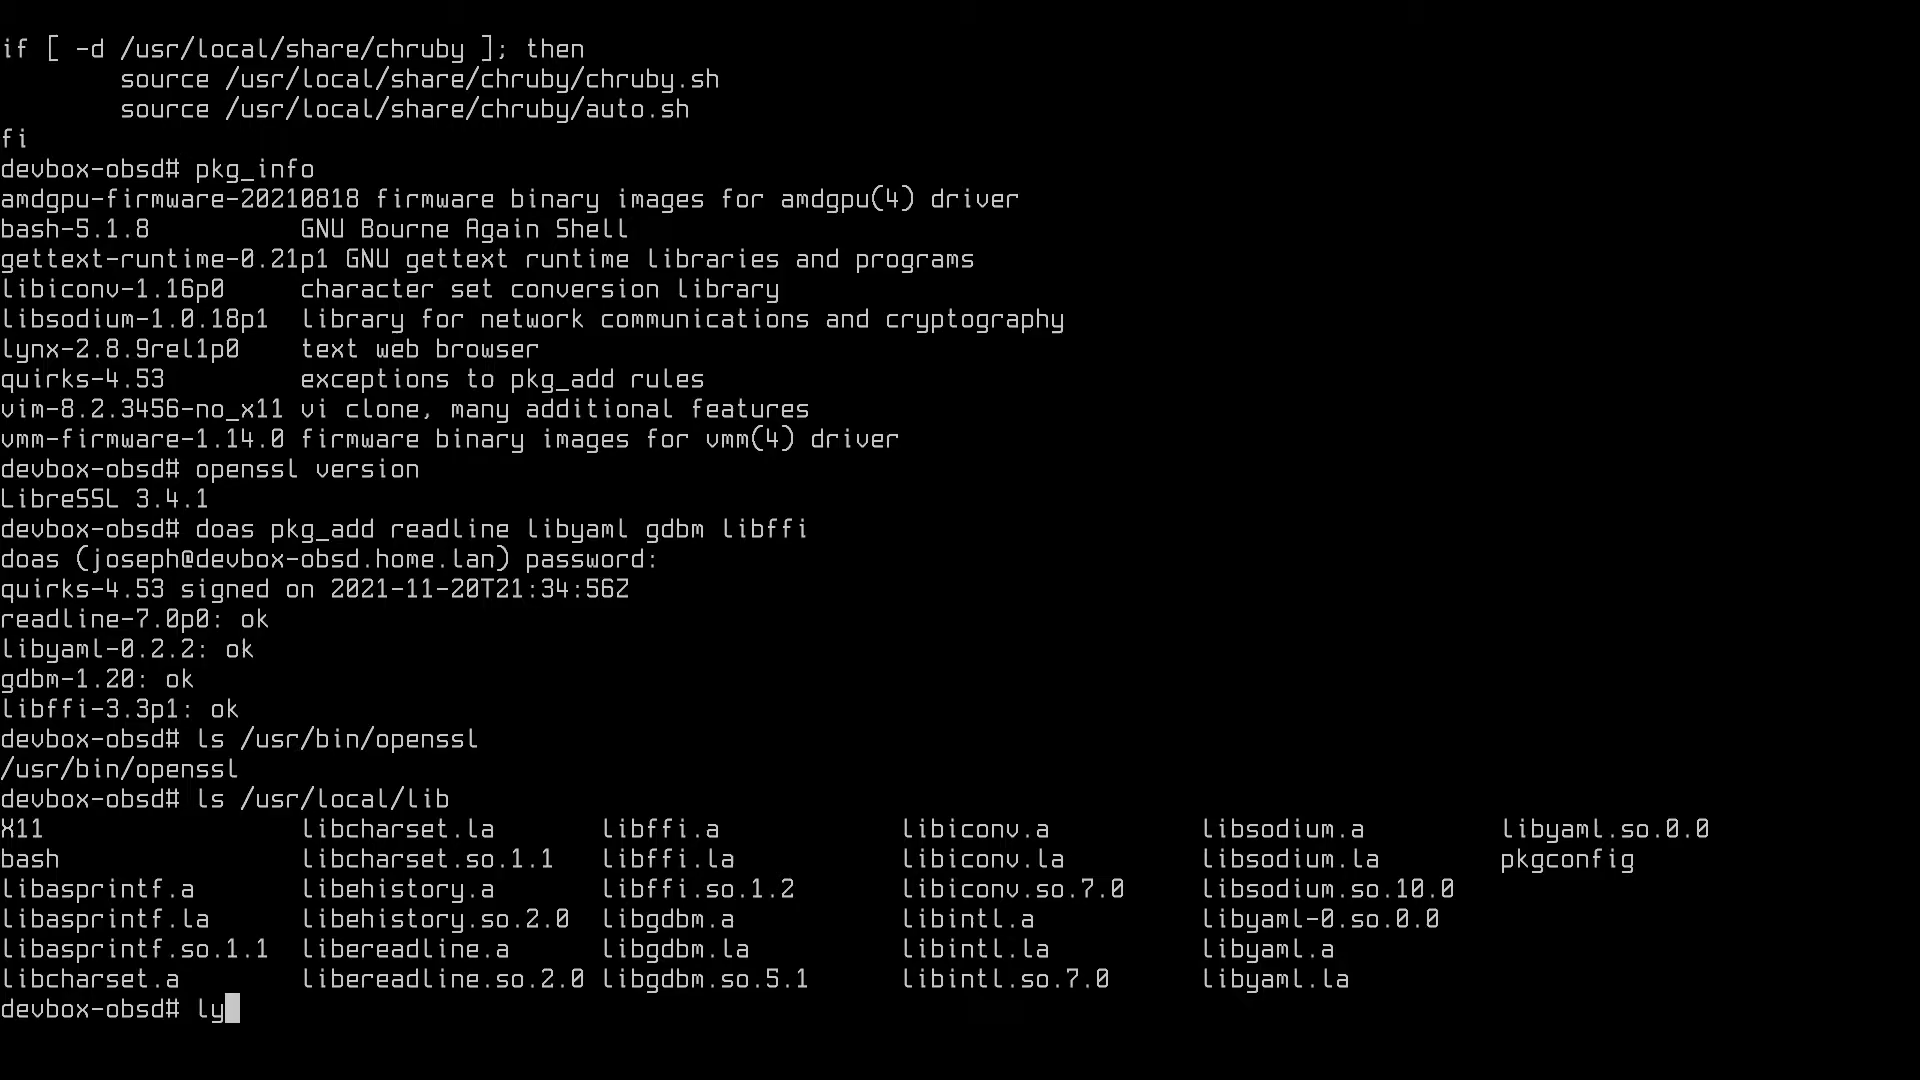 if [ -d /usr/local/share/chruby ]; then
        source /usr/local/share/chruby/chruby.sh
        source /usr/local/share/chruby/auto.sh
fi
devbox-obsd# pkg_info
amdgpu-firmware-20210818 firmware binary images for amdgpu(4) driver
bash-5.1.8          GNU Bourne Again Shell
gettext-runtime-0.21p1 GNU gettext runtime libraries and programs
libiconv-1.16p0     character set conversion library
libsodium-1.0.18p1  library for network communications and cryptography
lynx-2.8.9rel1p0    text web browser
quirks-4.53         exceptions to pkg_add rules
vim-8.2.3456-no_x11 vi clone, many additional features
vmm-firmware-1.14.0 firmware binary images for vmm(4) driver
devbox-obsd# openssl version
LibreSSL 3.4.1
devbox-obsd# doas pkg_add readline libyaml gdbm libffi
doas (joseph@devbox-obsd.home.lan) password:
quirks-4.53 signed on 2021-11-20T21:34:56Z
readline-7.0p0: ok
libyaml-0.2.2: ok
gdbm-1.20: ok
libffi-3.3p1: ok
devbox-obsd# ls /usr/bin/openssl
/usr/bin/openssl
devbox-obsd# ls /usr/local/lib
X11                 libcharset.la       libffi.a            libiconv.a          libsodium.a         libyaml.so.0.0
bash                libcharset.so.1.1   libffi.la           libiconv.la         libsodium.la        pkgconfig
libasprintf.a       libehistory.a       libffi.so.1.2       libiconv.so.7.0     libsodium.so.10.0
libasprintf.la      libehistory.so.2.0  libgdbm.a           libintl.a           libyaml-0.so.0.0
libasprintf.so.1.1  libereadline.a      libgdbm.la          libintl.la          libyaml.a
libcharset.a        libereadline.so.2.0 libgdbm.so.5.1      libintl.so.7.0      libyaml.la
devbox-obsd# ly